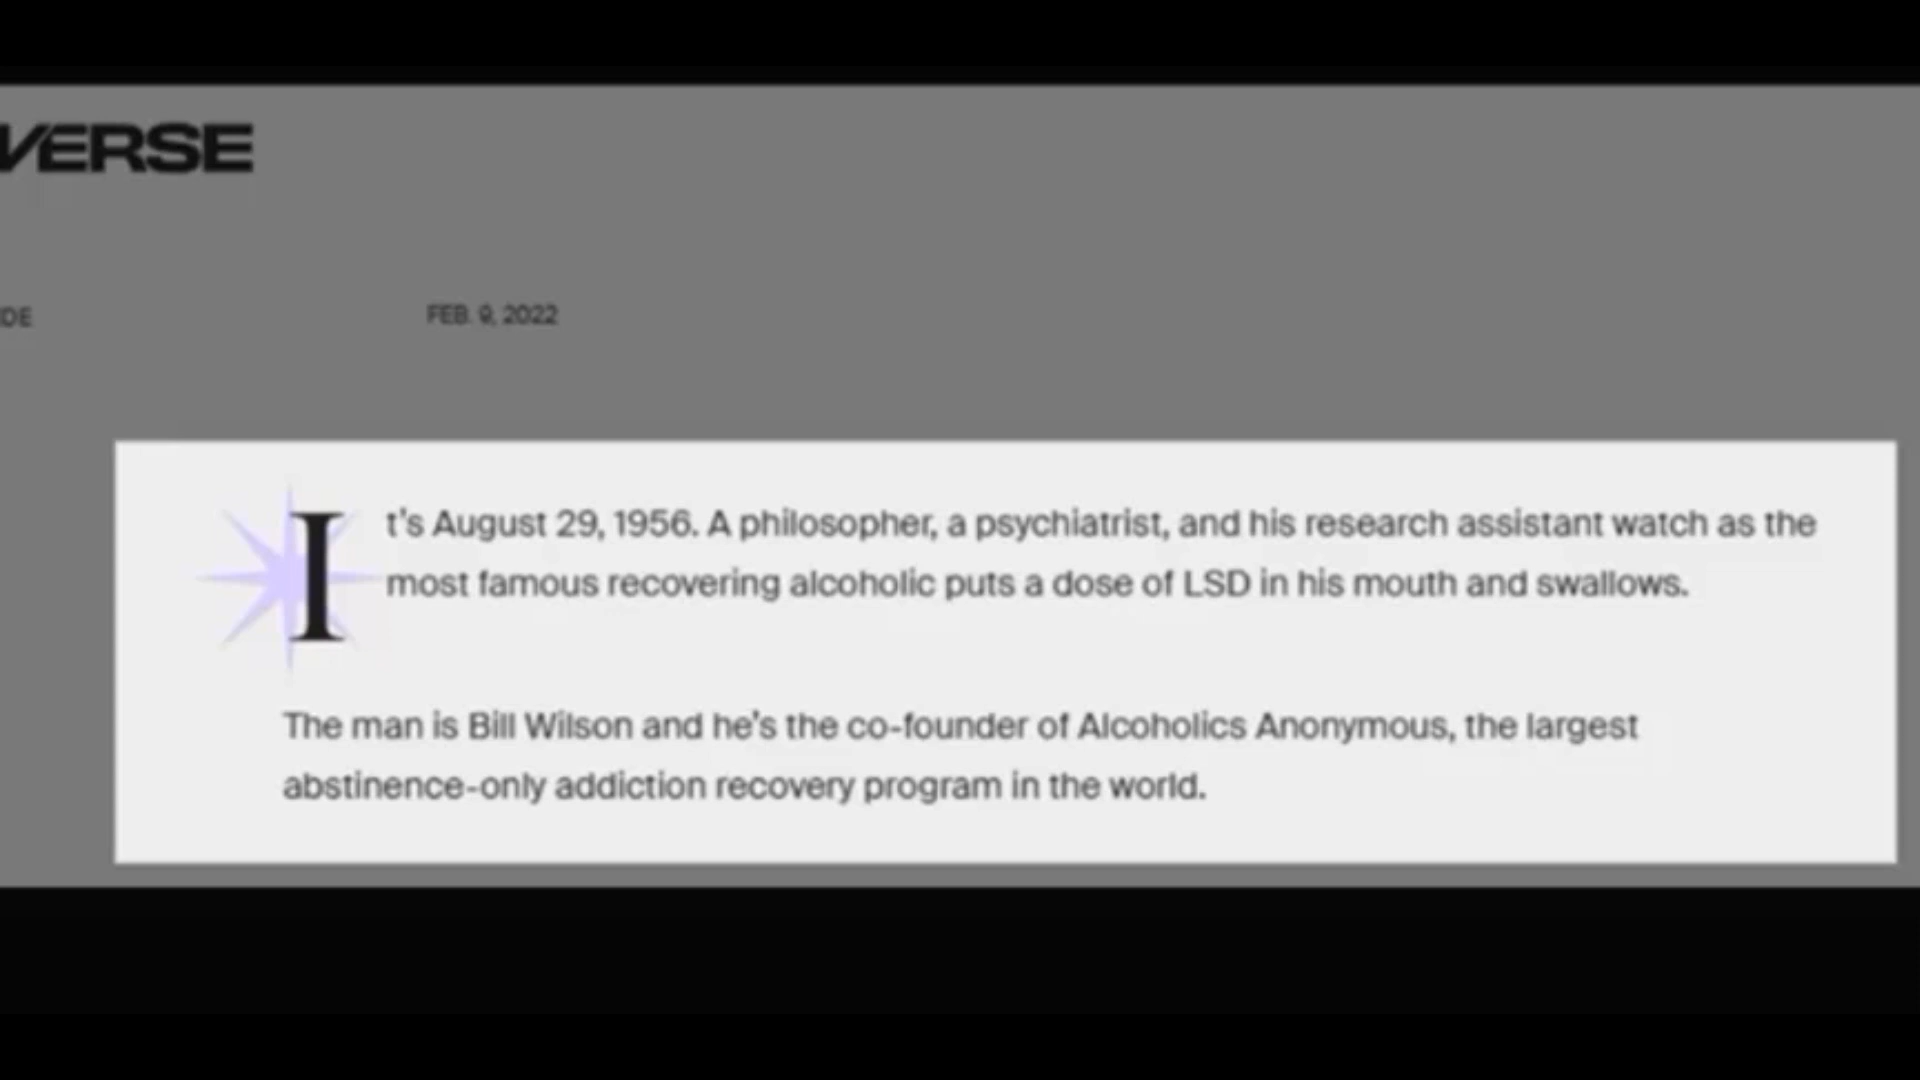 VERSE
DE
FEB. 9, 2022
It's August 29, 1956. A philosopher, a psychiatrist, and his research assistant watch as the
most famous recovering alcoholic puts a dose of LSD in his mouth and swallows.
The man is Bill Wilson and he's the co-founder of Alcoholics Anonymous, the largest
abstinence-only addiction recovery program in the world.